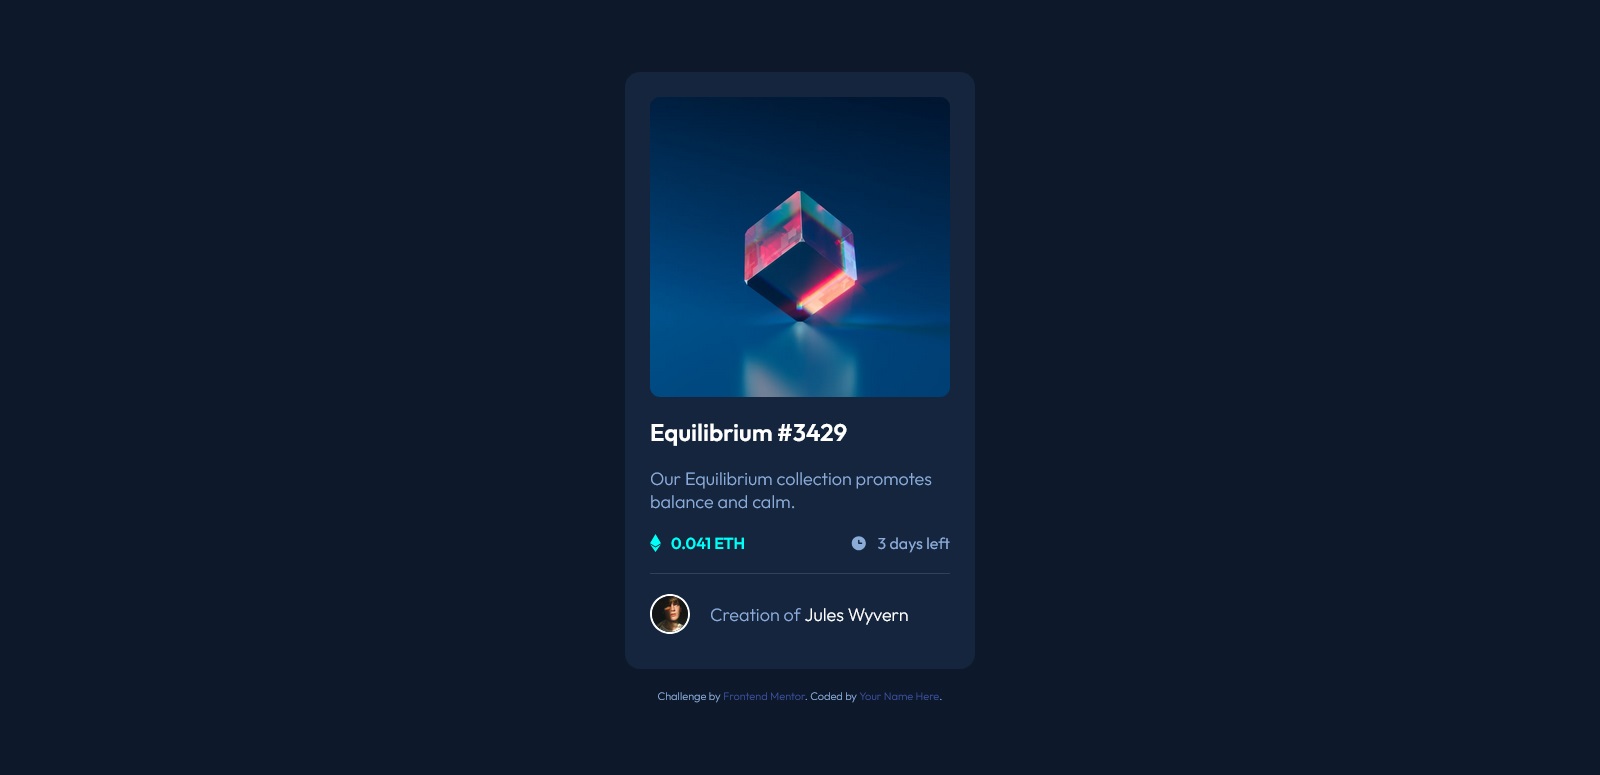 Equilibrium #3429
Our Equilibrium collection promotes
balance and calm.
0.041 ETH
3 days left
Creation of Jules Wyvern
Challenge by Frontend Mentor. Coded by Your Name Here.